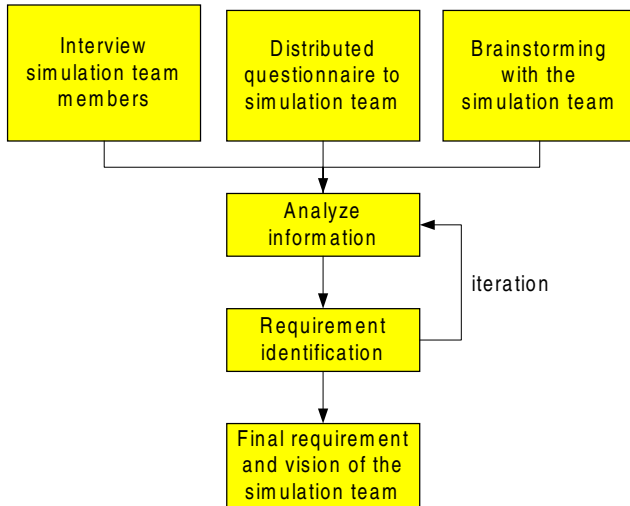 Interview
simulation team
members
Distributed
questionnaire to
simulation team
Brainstorming
with the
simulation team
Analyze
information
iteration
Requirement
identification
Final requirement
and vision of the
simulation team